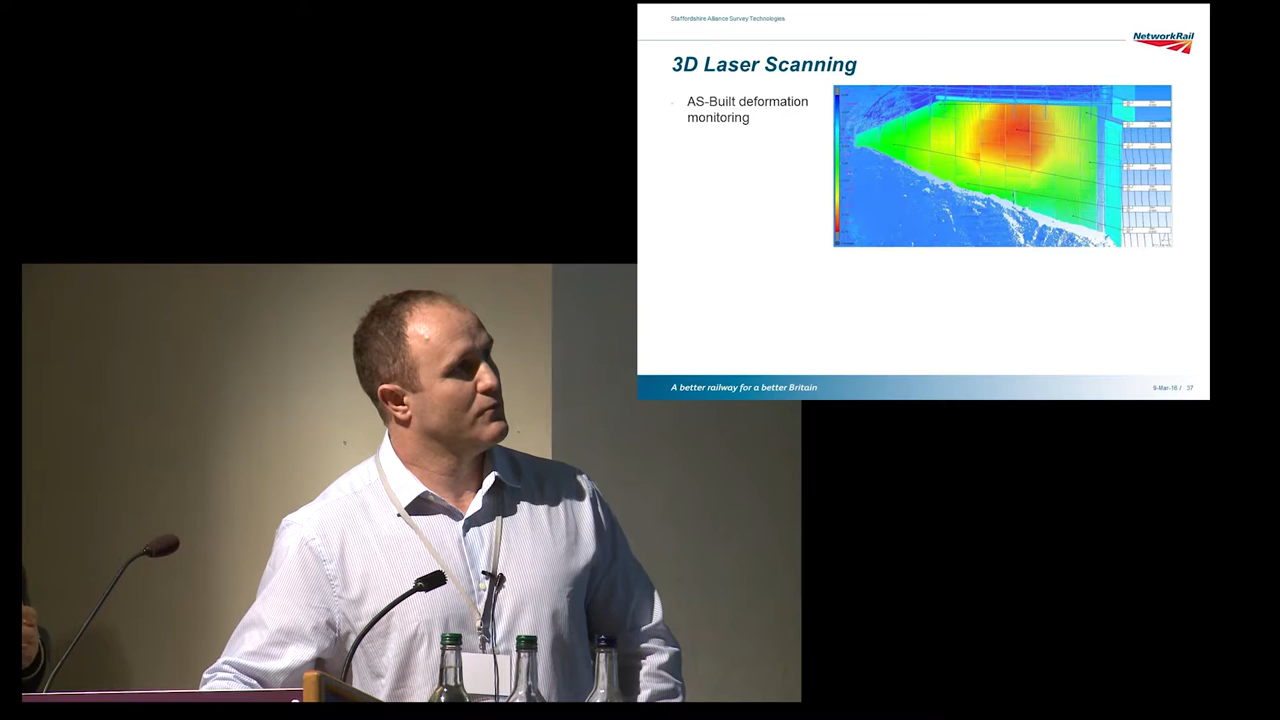 Staffordshire Alliance Survey Technologies
NetworkRail
3D Laser Scanning
AS-Built deformation
monitoring
A better railway for a better Britain
9-Mar-16 / 37